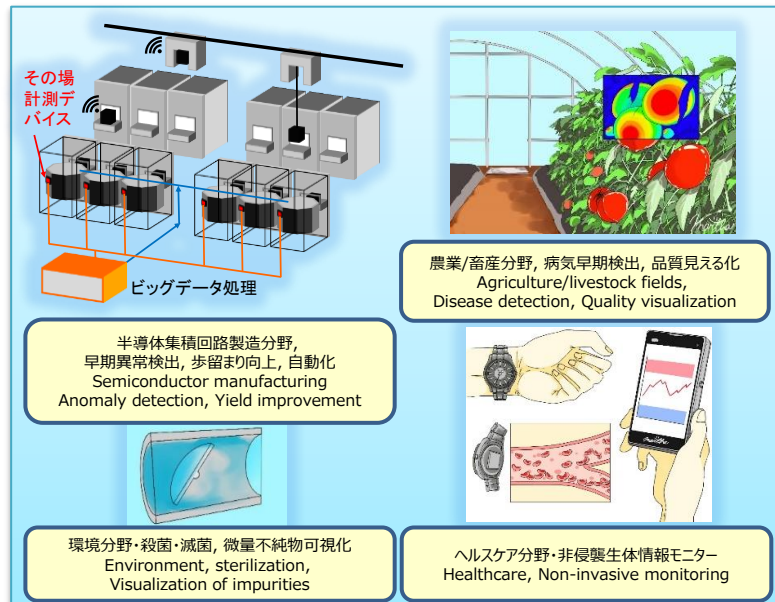 その場
計測デ
バイス
ビッグデータ処理
農業/畜産分野, 病気早期検出, 品質見える化
Agriculture/livestock fields,
Disease detection, Quality visualization
半導体集積回路製造分野,
早期異常検出, 歩留まり向上, 自動化
Semiconductor manufacturing
Anomaly detection, Yield improvement
環境分野・殺菌・滅菌, 微量不純物可視化
Environment, sterilization,
Visualization of impurities
ヘルスケア分野・非侵襲生体情報モニター
Healthcare, Non-invasive monitoring